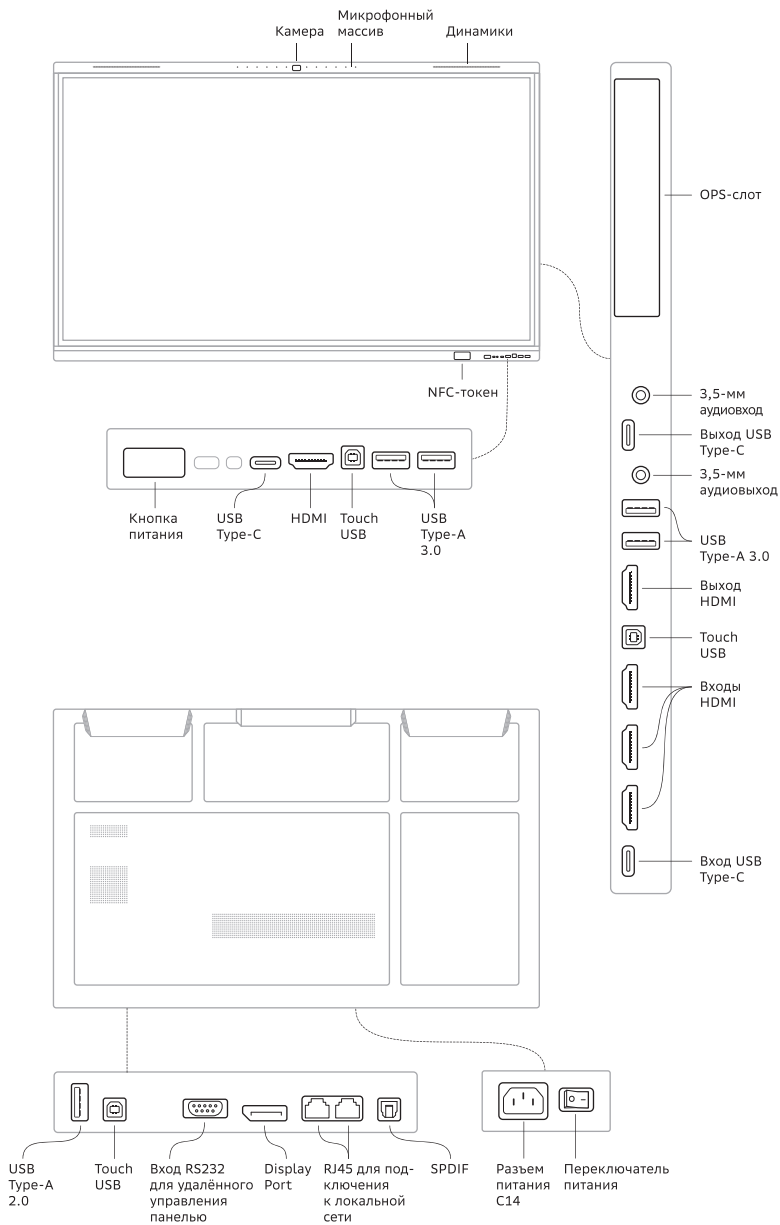 Камера
Микрофонный
массив
Динамики
OPS-слот
NFC-токен
3,5-мм
аудиовход
Выход USB
Type-C
3,5-мм
аудиовыход
USB
Type-A 3.0
Выход
HDMI
Touch
USB
Входы
HDMI
Вход USB
Type-C
Кнопка
питания
USB
Type-C
HDMI
Touch
USB
USB
Type-A
3.0
USB
Type-A
2.0
Touch
USB
Вход RS232
для удалённого
управления
панелью
Display
Port
RJ45 для под-
ключения
к локальной
сети
SPDIF
Разъем
питания
C14
Переключатель
питания